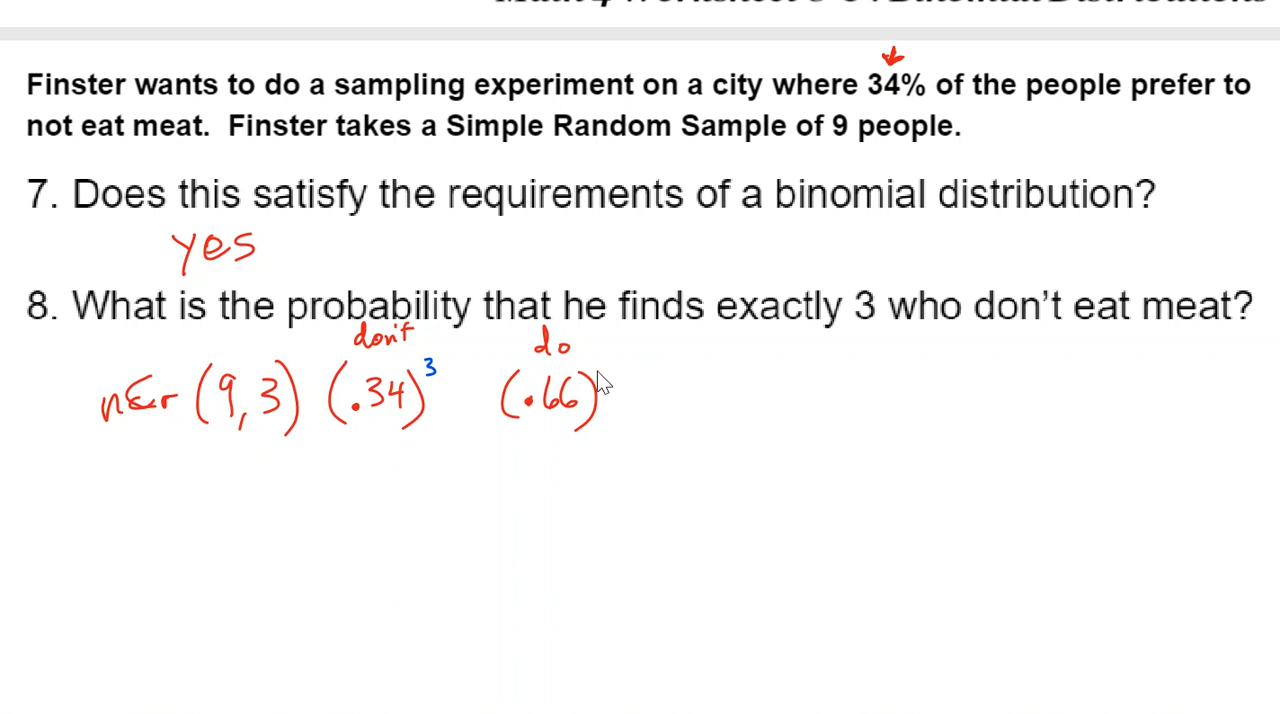 Finster wants to do a sampling experiment on a city where 34% of the people prefer to
not eat meat.  Finster takes a Simple Random Sample of 9 people.
7. Does this satisfy the requirements of a binomial distribution?
yes
8. What is the probability that he finds exactly 3 who don't eat meat?
don't do
nCr (9,3) (.34)³ (.66)